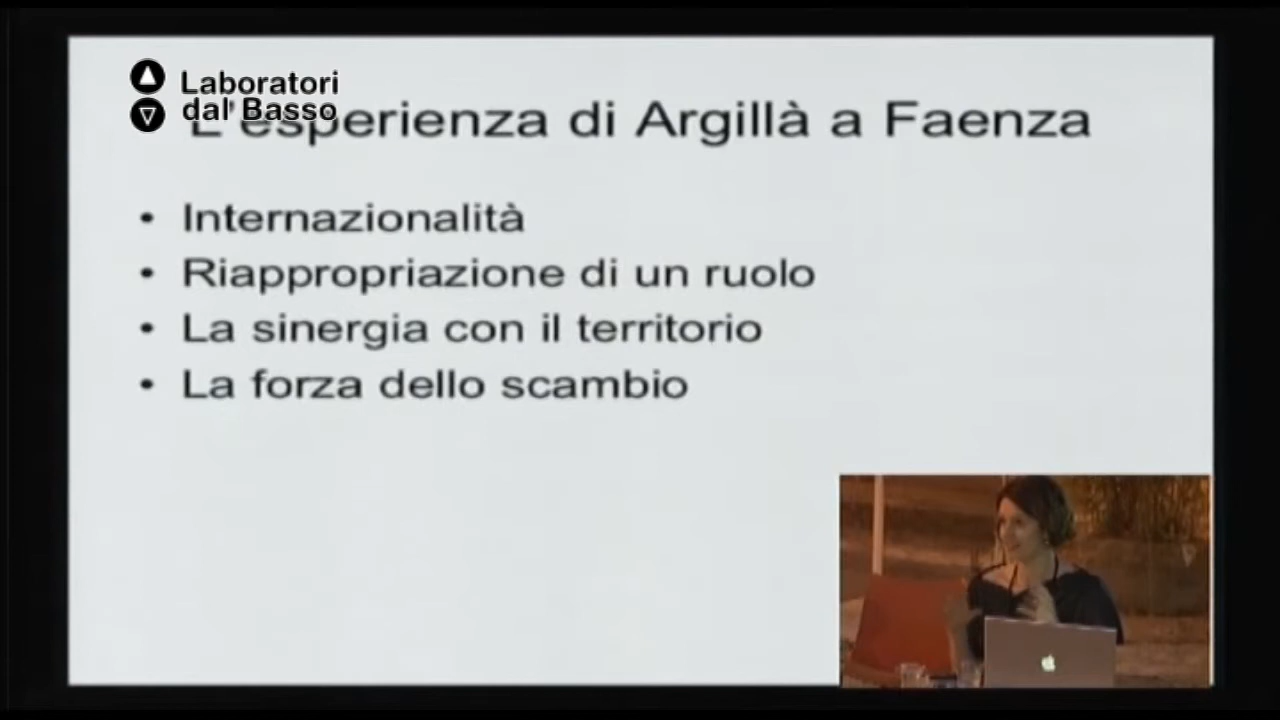 Laboratori
dal Basso
L'esperienza di Argillà a Faenza
• Internazionalità
• Riappropriazione di un ruolo
• La sinergia con il territorio
• La forza dello scambio